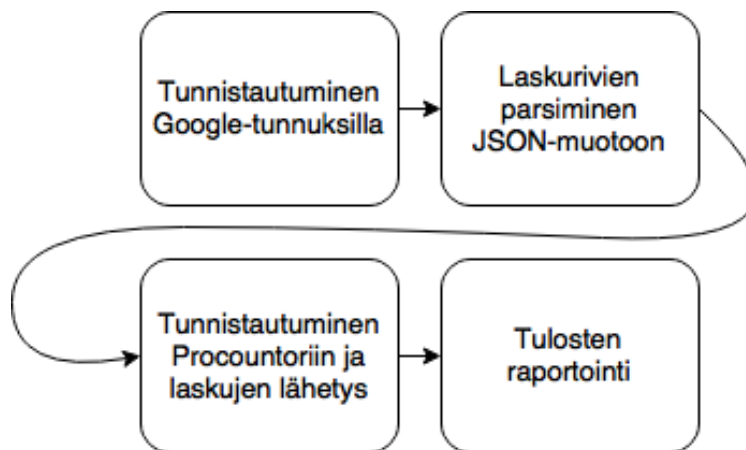 Tunnistautuminen
Google-tunnuksilla
Laskurivien
parsiminen
JSON-muotoon
Tunnistautuminen
Procountoriin ja
laskujen lähetys
Tulosten
raportointi